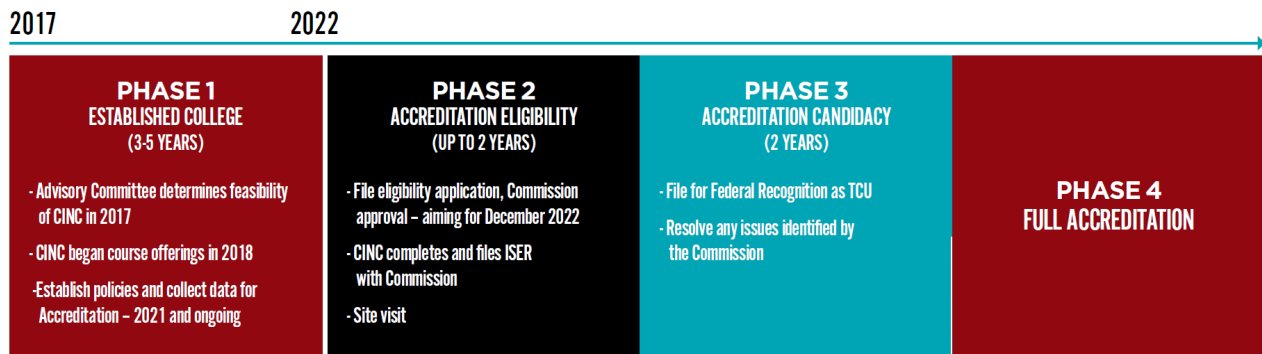 2017
2022
PHASE 1
ESTABLISHED COLLEGE
(3-5 YEARS)
- Advisory Committee determines feasibility
of CINC in 2017
- CINC began course offerings in 2018
-Establish policies and collect data for
Accreditation – 2021 and ongoing
PHASE 2
ACCREDITATION ELIGIBILITY
(UP TO 2 YEARS)
- File eligibility application, Commission
approval – aiming for December 2022
- CINC completes and files ISER
with Commission
- Site visit
PHASE 3
ACCREDITATION CANDIDACY
(2 YEARS)
- File for Federal Recognition as TCU
- Resolve any issues identified by
the Commission
PHASE 4
FULL ACCREDITATION